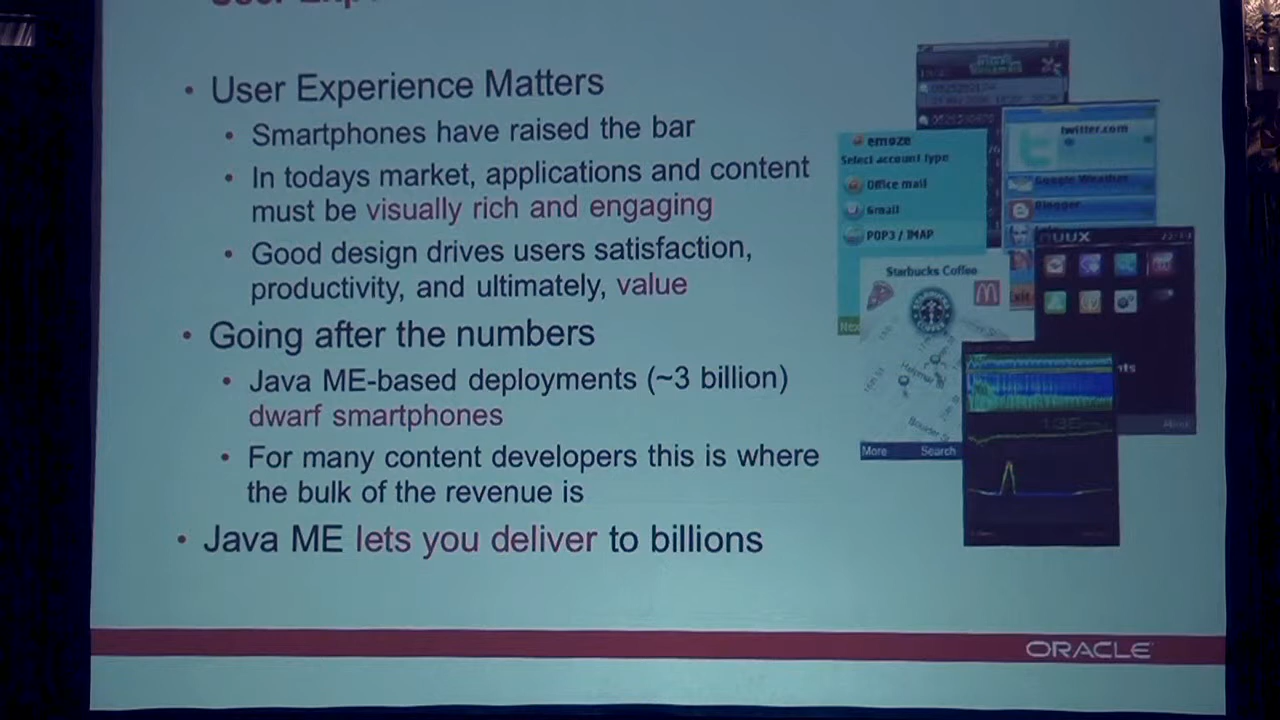 • User Experience Matters
• Smartphones have raised the bar
• In todays market, applications and content
must be visually rich and engaging
• Good design drives users satisfaction,
productivity, and ultimately, value
• Going after the numbers
• Java ME-based deployments (~3 billion)
dwarf smartphones
• For many content developers this is where
the bulk of the revenue is
• Java ME lets you deliver to billions
emoze
Select account type
Office mail
Gmail
POP3 / IMAP
twitter.com
Google Weather
Blogger
Exit
Starbucks Coffee
More Search
ORACLE